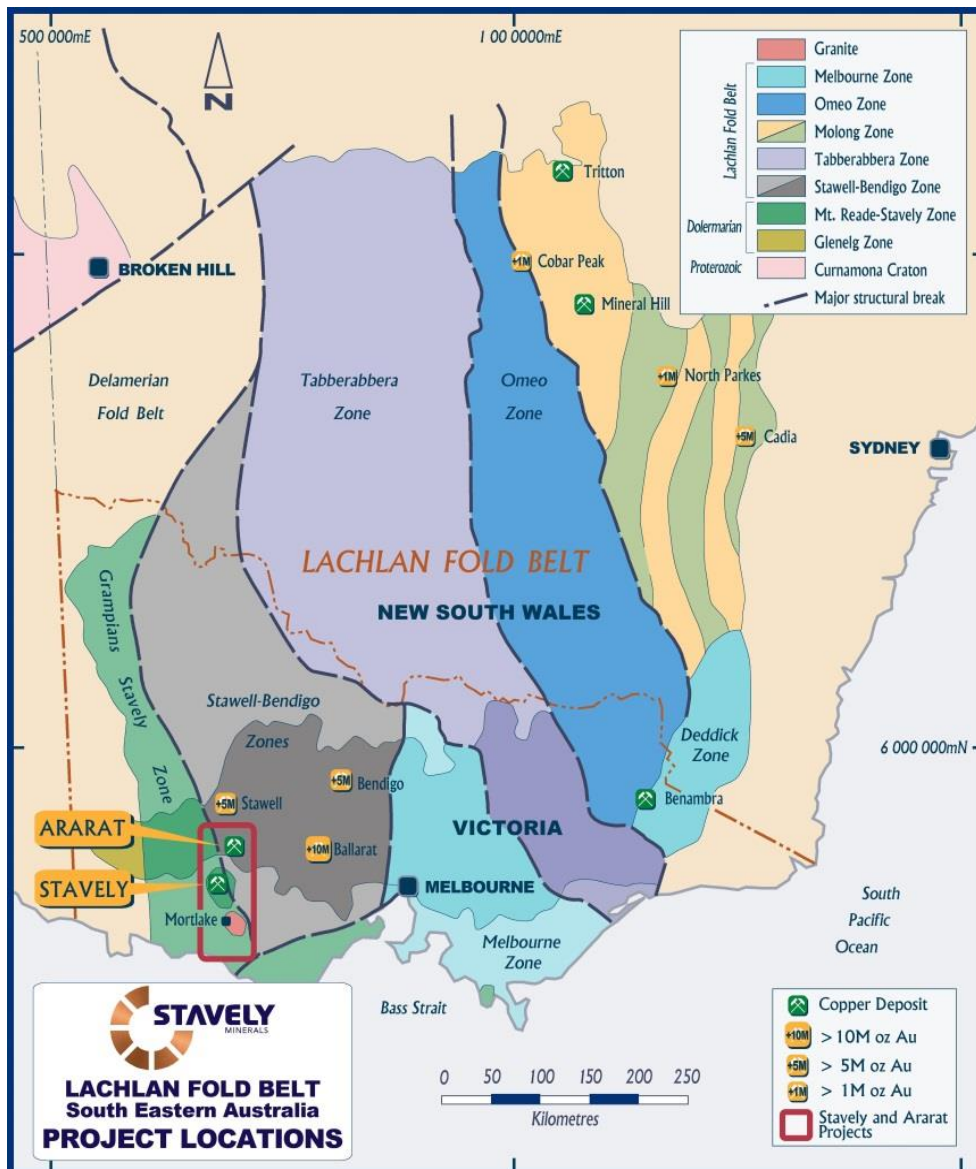 500 000mE
1 00 0000mE
N
Granite
Melbourne Zone
Omeo Zone
Molong Zone
Tabberabbera Zone
Stawell-Bendigo Zone
Mt. Reade-Stavely Zone
Glenelg Zone
Curnamona Craton
Major structural break
Lachlan Fold Belt
Dolermarian
Proterozoic
Tritton
+1M Cobar Peak
BROKEN HILL
Mineral Hill
Delamerian
Fold Belt
Tabberabbera
Zone
Omeo
Zone
+1M North Parkes
+5M Cadia
SYDNEY
LACHLAN FOLD BELT
NEW SOUTH WALES
Grampians
Stavely
Zone
Stawell-Bendigo
Zones
Deddick
Zone
6 000 000mN
+5M Bendigo
+5M Stawell
Benambra
ARARAT
VICTORIA
+10M Ballarat
STAVELY
MELBOURNE
Mortlake
South
Pacific
Ocean
Melbourne
Zone
Bass Strait
STAVELY
MINERALS
LACHLAN FOLD BELT
South Eastern Australia
PROJECT LOCATIONS
0 50 100 150 200 250
Kilometres
Copper Deposit
+10M > 10M oz Au
+5M > 5M oz Au
+1M > 1M oz Au
Stavely and Ararat
Projects